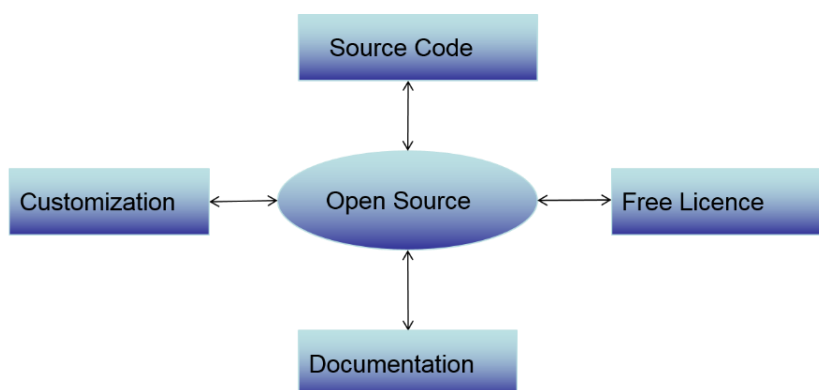 Source Code
Customization
Open Source
Free Licence
Documentation